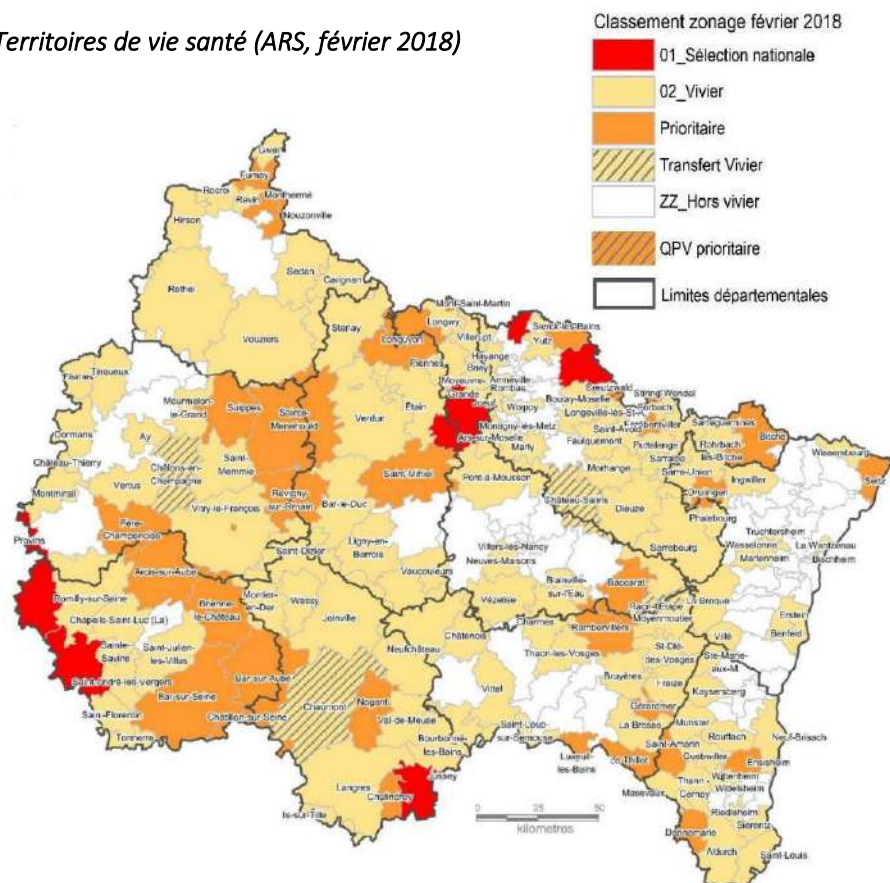 Territoires de vie santé (ARS, février 2018)
Classement zonage février 2018
01_Sélection nationale
02_Vivier
Prioritaire
Transfert Vivier
ZZ_Hors vivier
QPV prioritaire
Limites départementales
Givet
Fumay
Rocroi
Revin
Monthermé
Nouzonville
Hirson
Sedan
Carignan
Rethel
Vouziers
Stenay
Mont-Saint-Martin
Longwy
Longuyon
Villerupt
Sierck-les-Bains
Yutz
Hayange
Piennes
Briey
Fismes
Tinqueux
Mourmelon-
le-Grand
Suippes
Sainte-
Menehould
Verdun
Étain
Moyeuvre-
Grande
Amnéville
Rombas
Creutzwald
Stiring-Wendel
Forbach
Boulay-Moselle
Woippy
Longeville-lès-St-A
Saint-Avold
Montigny-lès-Metz
Marly
Faulquemont
Puttelange
Sarreguemines
Bitche
Rohrbach-
lès-Bitche
Wissembourg
Seltz
Cormans
Ay
Châlons-en-
Champagne
Saint-
Memmie
Château-Thierry
Montmirail
Vertus
Vitry-le-François
Revigny-
sur-Ornain
Saint-Mihiel
Bar-le-Duc
Pont-à-Mousson
Morhange
Sarralbe
Sarre-Union
Drulingen
Ingwiller
Château-Salins
Dieuze
Phalsbourg
Provins
Fère-
Champenoise
Saint-Dizier
Ligny-en-
Barrois
Vaucouleurs
Villers-lès-Nancy
Neuves-Maisons
Sarrebourg
Truchtersheim
Wasselonne
Marlenheim
La Wantzenau
Bischheim
Arcis-sur-Aube
Romilly-sur-Seine
Brienne-
le-Château
Montier-
en-Der
Wassy
Joinville
Vézelise
Blainville-
sur-l'Eau
Baccarat
Raon-l'Étape
Moyenmoutier
La Broque
Erstein
Benfeld
Villé
Chapelle-Saint-Luc (La)
Sainte-
Savine
Saint-Julien-
les-Villas
Saint-André-les-Vergers
Neufchâteau
Châtenois
Charmes
Rambervillers
Thaon-les-Vosges
St-Dié-
des-Vosges
Ste-Marie-
aux-M.
Bar-sur-Aube
Bar-sur-Seine
Chaumont
Nogent
Val-de-Meuse
Vittel
Bruyères
Fraize
Kaysersberg
Gérardmer
Munster
Saint-Florentin
Tonnerre
Châtillon-sur-Seine
Bourbonne-
les-Bains
Saint-Loup-
sur-Semouse
La Bresse
Rouffach
Neuf-Brisach
Luxeuil-
les-Bains
Le Thillot
Saint-Amarin
Guebwiller
Ensisheim
Langres
Chalindrey
Jussey
Is-sur-Tille
Masevaux
Thann -
Cernay
Wittenheim
Wittelsheim
Riedisheim
Sierentz
Dannemarie
Altkirch
Saint-Louis
0
25
50
kilometres